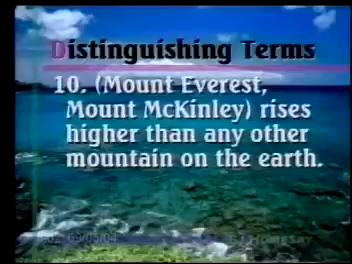 Distinguishing Terms
10. (Mount Everest,
Mount McKinley) rises
higher than any other
mountain on the earth.